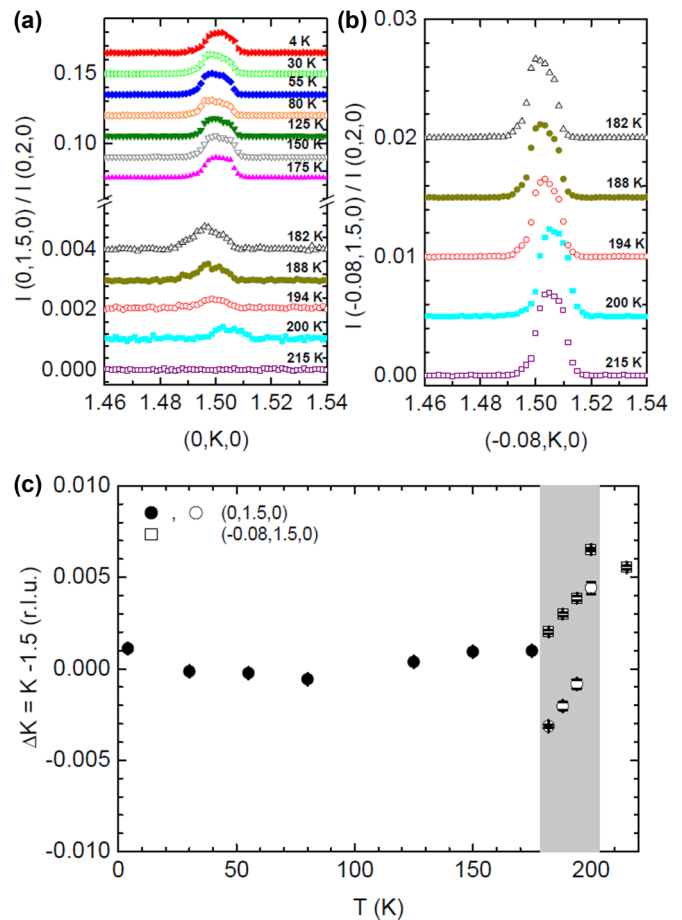 (a)
I (0,1.5,0) / I (0,2,0)
0.15
0.10
0.004
0.002
0.000
4 K
30 K
55 K
80 K
125 K
150 K
175 K
182 K
188 K
194 K
200 K
215 K
1.46 1.48 1.50 1.52 1.54
(0,K,0)
(b)
I (-0.08,1.5,0) / I (0,2,0)
0.03
0.02
0.01
0.00
182 K
188 K
194 K
200 K
215 K
1.46 1.48 1.50 1.52 1.54
(-0.08,K,0)
(c)
ΔK = K -1.5 (r.l.u.)
0.010
0.005
0.000
-0.005
-0.010
, (0,1.5,0)
(-0.08,1.5,0)
0 50 100 150 200
T (K)